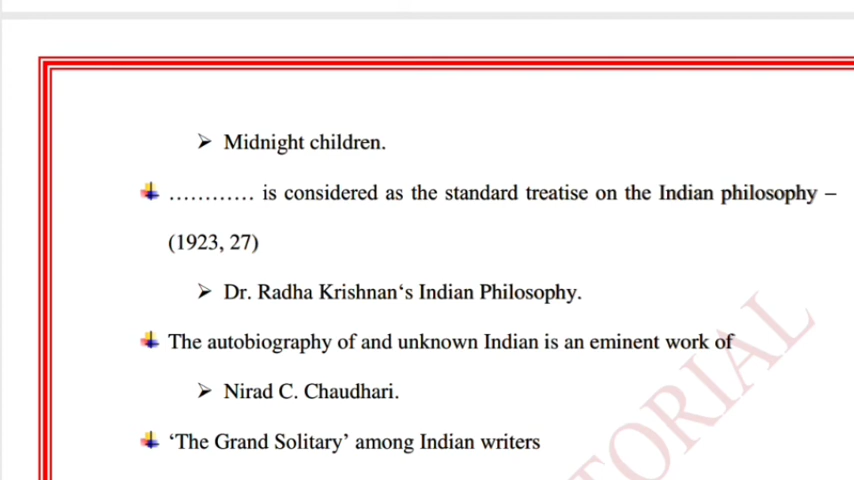 ➢ Midnight children.
………… is considered as the standard treatise on the Indian philosophy –
(1923, 27)
➢ Dr. Radha Krishnan‘s Indian Philosophy.
The autobiography of and unknown Indian is an eminent work of
➢ Nirad C. Chaudhari.
‘The Grand Solitary’ among Indian writers
TORIAL